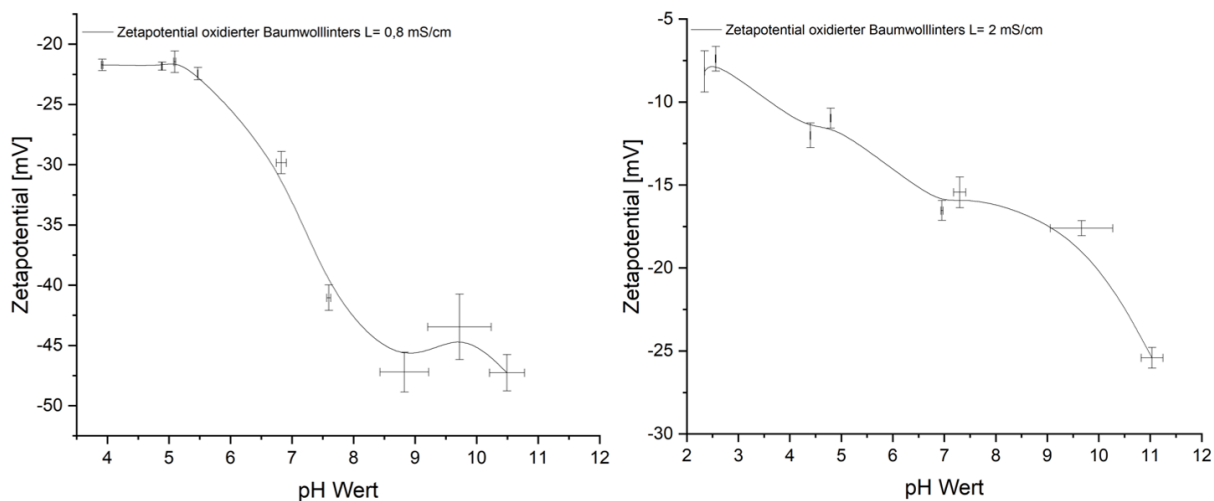 Zetapotential oxidierter Baumwolllinters L= 0,8 mS/cm
-20
-25
-30
-35
-40
-45
-50
Zetapotential [mV]
4 5 6 7 8 9 10 11 12
pH Wert
Zetapotential oxidierter Baumwolllinters L= 2 mS/cm
-5
-10
-15
-20
-25
-30
Zetapotential [mV]
2 3 4 5 6 7 8 9 10 11 12
pH Wert